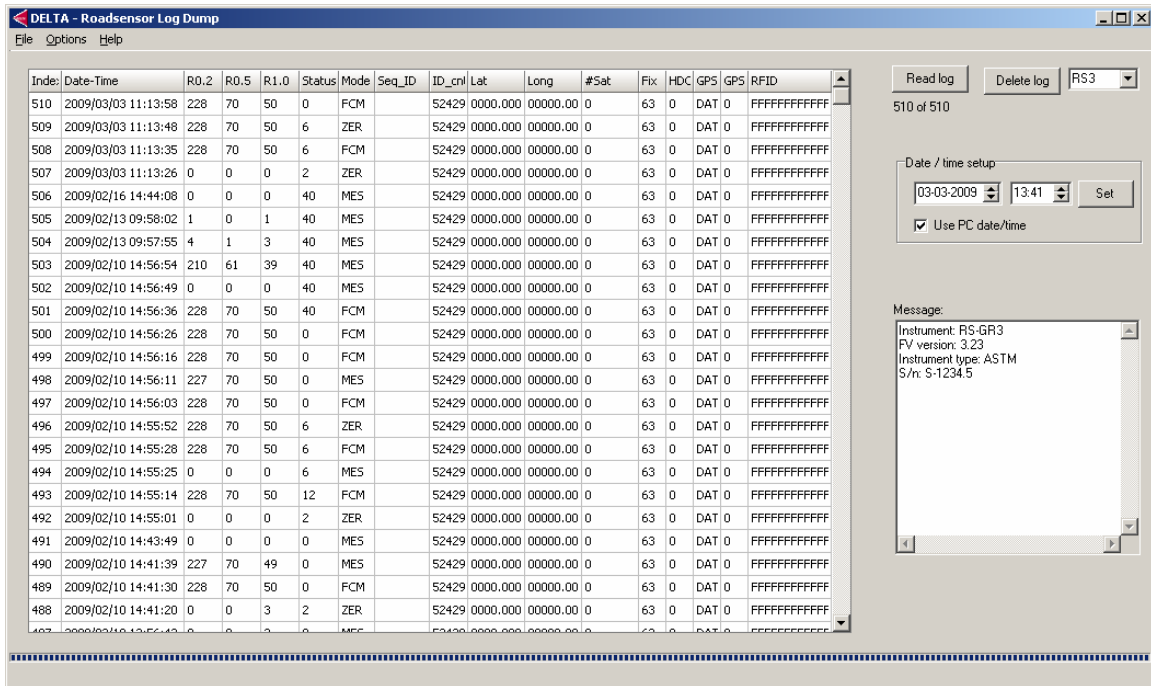 DELTA - Roadsensor Log Dump
File Options Help
Inde: Date-Time R0.2 R0.5 R1.0 Status Mode Seq_ID ID_cnl Lat Long #Sat Fix HDC GPS GPS RFID
510 2009/03/03 11:13:58 228 70 50 0 FCM 52429 0000.000 00000.00 0 63 0 DAT 0 FFFFFFFFFFFF
509 2009/03/03 11:13:48 228 70 50 6 ZER 52429 0000.000 00000.00 0 63 0 DAT 0 FFFFFFFFFFFF
508 2009/03/03 11:13:35 228 70 50 6 FCM 52429 0000.000 00000.00 0 63 0 DAT 0 FFFFFFFFFFFF
507 2009/03/03 11:13:26 0 0 0 2 ZER 52429 0000.000 00000.00 0 63 0 DAT 0 FFFFFFFFFFFF
506 2009/02/16 14:44:08 0 0 0 40 MES 52429 0000.000 00000.00 0 63 0 DAT 0 FFFFFFFFFFFF
505 2009/02/13 09:58:02 1 0 1 40 MES 52429 0000.000 00000.00 0 63 0 DAT 0 FFFFFFFFFFFF
504 2009/02/13 09:57:55 4 1 3 40 MES 52429 0000.000 00000.00 0 63 0 DAT 0 FFFFFFFFFFFF
503 2009/02/10 14:56:54 210 61 39 40 MES 52429 0000.000 00000.00 0 63 0 DAT 0 FFFFFFFFFFFF
502 2009/02/10 14:56:49 0 0 0 40 MES 52429 0000.000 00000.00 0 63 0 DAT 0 FFFFFFFFFFFF
501 2009/02/10 14:56:36 228 70 50 40 FCM 52429 0000.000 00000.00 0 63 0 DAT 0 FFFFFFFFFFFF
500 2009/02/10 14:56:26 228 70 50 0 FCM 52429 0000.000 00000.00 0 63 0 DAT 0 FFFFFFFFFFFF
499 2009/02/10 14:56:16 228 70 50 0 FCM 52429 0000.000 00000.00 0 63 0 DAT 0 FFFFFFFFFFFF
498 2009/02/10 14:56:11 227 70 50 0 MES 52429 0000.000 00000.00 0 63 0 DAT 0 FFFFFFFFFFFF
497 2009/02/10 14:56:03 228 70 50 0 FCM 52429 0000.000 00000.00 0 63 0 DAT 0 FFFFFFFFFFFF
496 2009/02/10 14:55:52 228 70 50 6 ZER 52429 0000.000 00000.00 0 63 0 DAT 0 FFFFFFFFFFFF
495 2009/02/10 14:55:28 228 70 50 6 FCM 52429 0000.000 00000.00 0 63 0 DAT 0 FFFFFFFFFFFF
494 2009/02/10 14:55:25 0 0 0 6 MES 52429 0000.000 00000.00 0 63 0 DAT 0 FFFFFFFFFFFF
493 2009/02/10 14:55:14 228 70 50 12 FCM 52429 0000.000 00000.00 0 63 0 DAT 0 FFFFFFFFFFFF
492 2009/02/10 14:55:01 0 0 0 2 ZER 52429 0000.000 00000.00 0 63 0 DAT 0 FFFFFFFFFFFF
491 2009/02/10 14:43:49 0 0 0 0 MES 52429 0000.000 00000.00 0 63 0 DAT 0 FFFFFFFFFFFF
490 2009/02/10 14:41:39 227 70 49 0 MES 52429 0000.000 00000.00 0 63 0 DAT 0 FFFFFFFFFFFF
489 2009/02/10 14:41:30 228 70 50 0 FCM 52429 0000.000 00000.00 0 63 0 DAT 0 FFFFFFFFFFFF
488 2009/02/10 14:41:20 0 0 3 2 ZER 52429 0000.000 00000.00 0 63 0 DAT 0 FFFFFFFFFFFF
Read log Delete log RS3
510 of 510
Date / time setup
03-03-2009 13:41 Set
Use PC date/time
Message:
Instrument: RS-GR3
FV version: 3.23
Instrument type: ASTM
S/n: S-1234.5